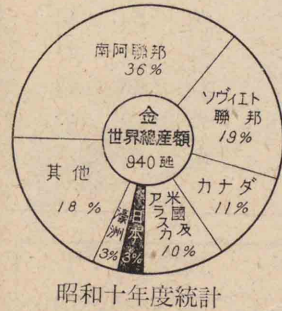 南阿聯邦
36%
ソヴィエト
聯邦
19%
カナダ
11%
米國及
アラスカ
10%
日本
3%
濠洲
3%
其他
18%
金
世界總産額
940瓲
昭和十年度統計